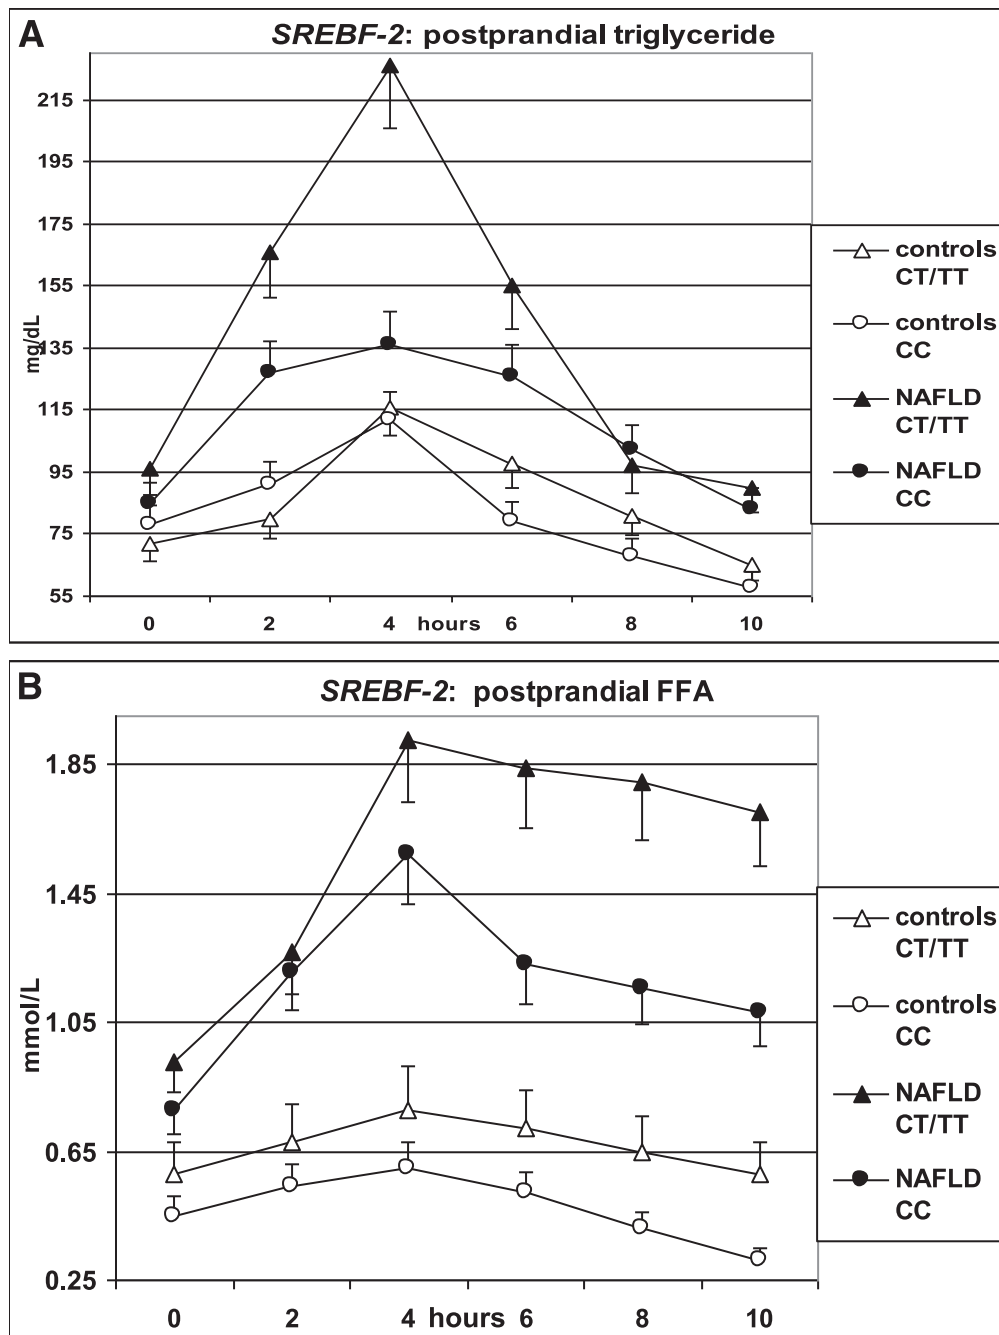 A
SREBF-2: postprandial triglyceride
215
195
175
155
135
115
95
75
55
mg/dL
0 2 4 hours 6 8 10
controls
CT/TT
controls
CC
NAFLD
CT/TT
NAFLD
CC
B
SREBF-2: postprandial FFA
1.85
1.45
1.05
0.65
0.25
mmol/L
0 2 4 hours 6 8 10
controls
CT/TT
controls
CC
NAFLD
CT/TT
NAFLD
CC